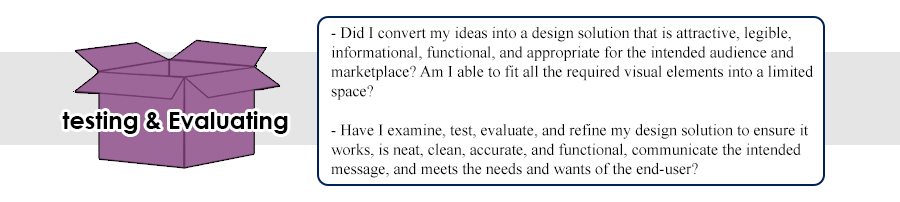 testing & Evaluating
- Did I convert my ideas into a design solution that is attractive, legible,
informational, functional, and appropriate for the intended audience and
marketplace? Am I able to fit all the required visual elements into a limited
space?
- Have I examine, test, evaluate, and refine my design solution to ensure it
works, is neat, clean, accurate, and functional, communicate the intended
message, and meets the needs and wants of the end-user?